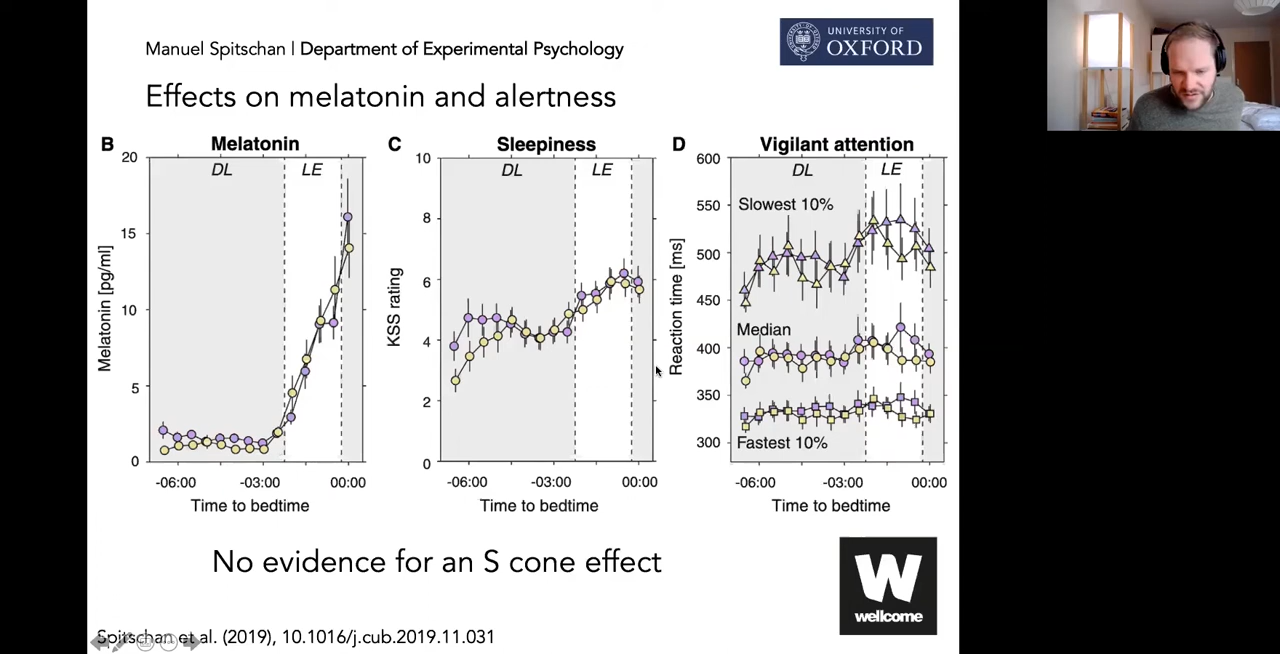 Manuel Spitschan | Department of Experimental Psychology
UNIVERSITY OF
OXFORD
Effects on melatonin and alertness
B
Melatonin
20
15
10
5
0
DL
LE
Melatonin [pg/ml]
-06:00
-03:00
00:00
Time to bedtime
C
Sleepiness
10
8
6
4
2
0
DL
LE
KSS rating
-06:00
-03:00
00:00
Time to bedtime
D
Vigilant attention
600
550
500
450
400
350
300
DL
LE
Slowest 10%
Median
Fastest 10%
Reaction time [ms]
-06:00
-03:00
00:00
Time to bedtime
No evidence for an S cone effect
W
wellcome
Spitschan et al. (2019), 10.1016/j.cub.2019.11.031